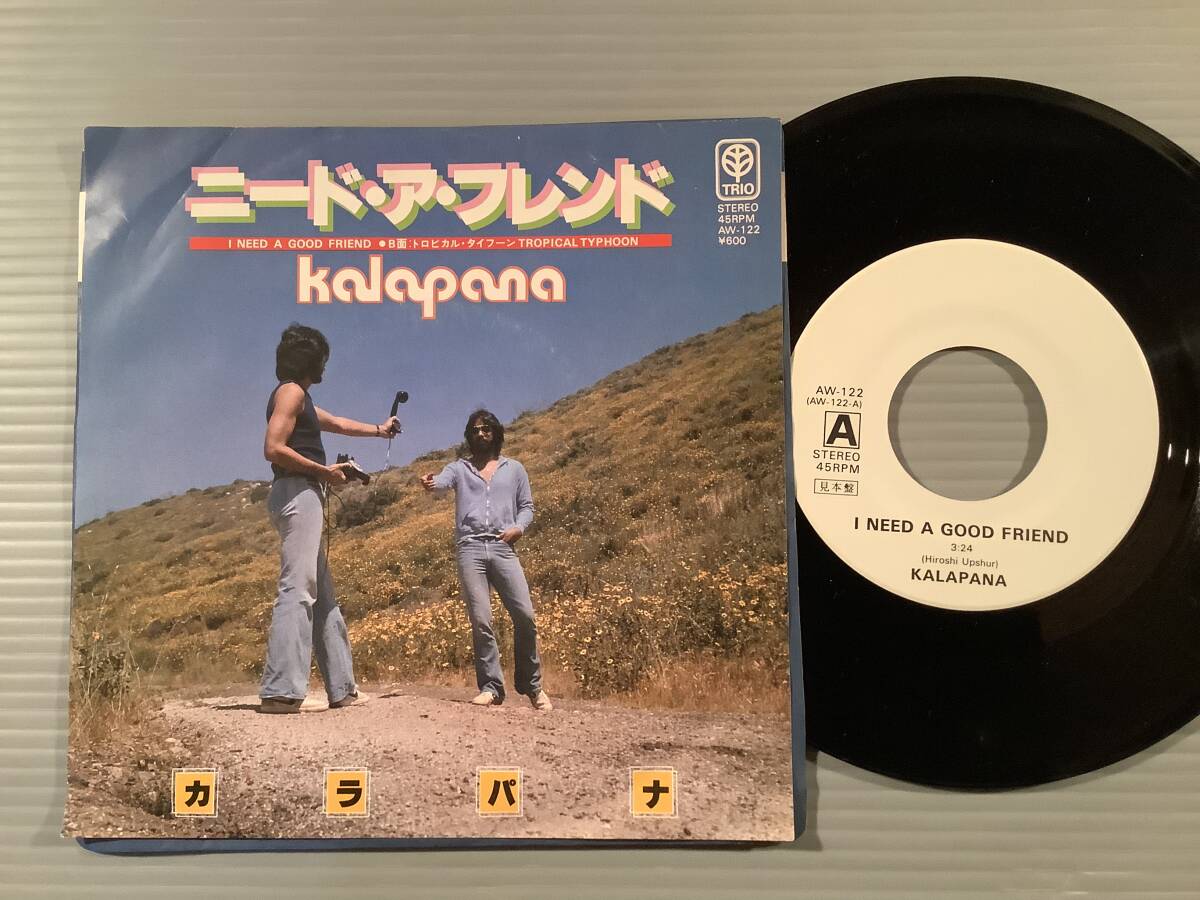 ニード・ア・フレンド
I NEED A GOOD FRIEND ●B面:トロピカル・タイフーン TROPICAL TYPHOON
kalapana
TRIO
STEREO
45RPM
AW-122
¥600
カラパナ
AW-122
(AW-122-A)
A
STEREO
45RPM
見本盤
I NEED A GOOD FRIEND
3:24
(Hiroshi Upshur)
KALAPANA